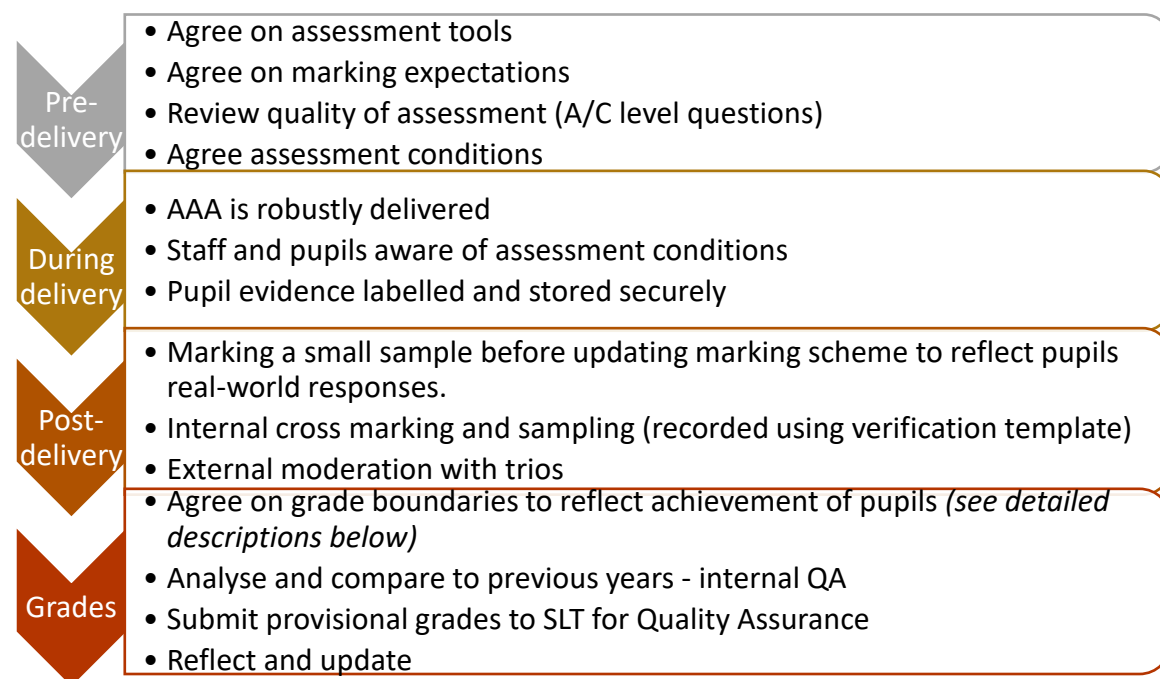 Pre-
delivery
• Agree on assessment tools
• Agree on marking expectations
• Review quality of assessment (A/C level questions)
• Agree assessment conditions
During
delivery
• AAA is robustly delivered
• Staff and pupils aware of assessment conditions
• Pupil evidence labelled and stored securely
Post-
delivery
• Marking a small sample before updating marking scheme to reflect pupils
real-world responses.
• Internal cross marking and sampling (recorded using verification template)
• External moderation with trios
Grades
• Agree on grade boundaries to reflect achievement of pupils (see detailed
descriptions below)
• Analyse and compare to previous years - internal QA
• Submit provisional grades to SLT for Quality Assurance
• Reflect and update